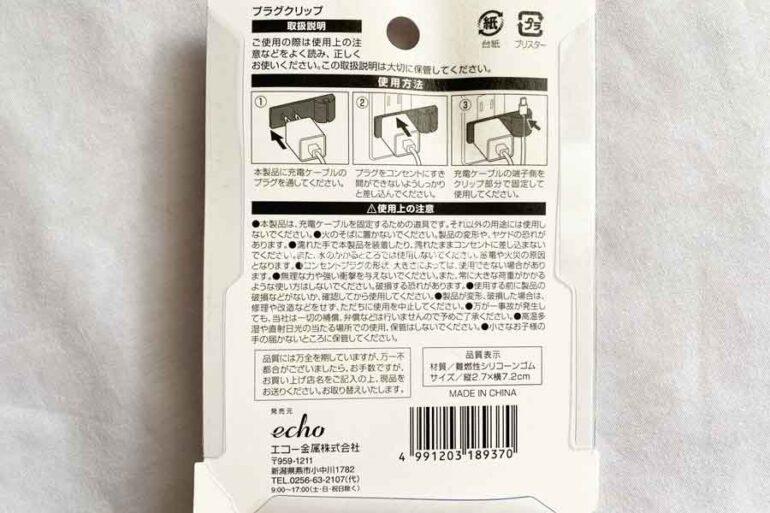 プラグクリップ
取扱説明
ご使用の際は使用上の注
意などをよく読み、正しく
お使いください。この取扱説明は大切に保管してください。
紙
台紙
プラ
ブリスター
使用方法
①
②
③
本製品に充電ケーブルの
プラグを通してください。
プラグをコンセントにすき
間ができないようしっかり
と差し込んでください。
充電ケーブルの端子側を
クリップ部分で固定して
使用してください。
⚠使用上の注意
●本製品は、充電ケーブルを固定するための道具です。それ以外の用途には使用し
ないでください。●火のそばに置かないでください。製品の変形や、ヤケドの恐れが
あります。●濡れた手で本製品を装着したり、濡れたままコンセントに差し込まない
でください。また、水のかかるところでは使用しないでください。感電や火災の原因
となります。●コンセントプラグの形状、大きさによっては、使用できない場合があり
ます。●無理な力や強い衝撃を与えないでください。また、常に大きな荷重がかかる
ような使い方はしないでください。破損する恐れがあります。●使用する前に製品の
破損などがないか、確認してから使用してください。●製品が変形、破損した場合は、
修理や改造などをせず、ただちに使用を中止してください。●万が一事故が発生し
ても、当社は一切の補償、弁償などは行いませんので予めご了承ください。●高温多
湿や直射日光の当たる場所での使用、保管はしないでください。●小さなお子様の
手の届かないところに保管してください。
品質には万全を期していますが、万一不
都合がございましたら、お手数ですが、
お買い上げ店名をご記入の上、現品を
お送りください。お取り替えいたします。
品質表示
材質／難燃性シリコーンゴム
サイズ／縦2.7×横7.2cm
MADE IN CHINA
発売元
echo
エコー金属株式会社
〒959-1211
新潟県燕市小中川1782
TEL.0256-63-2107(代)
9:00〜17:00(土・日・祝日除く)
4 991203 189370